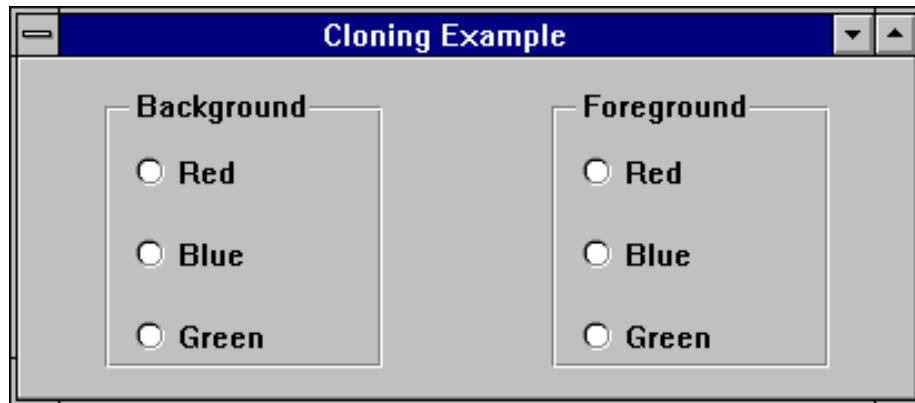 Cloning Example
Background
Red
Blue
Green
Foreground
Red
Blue
Green